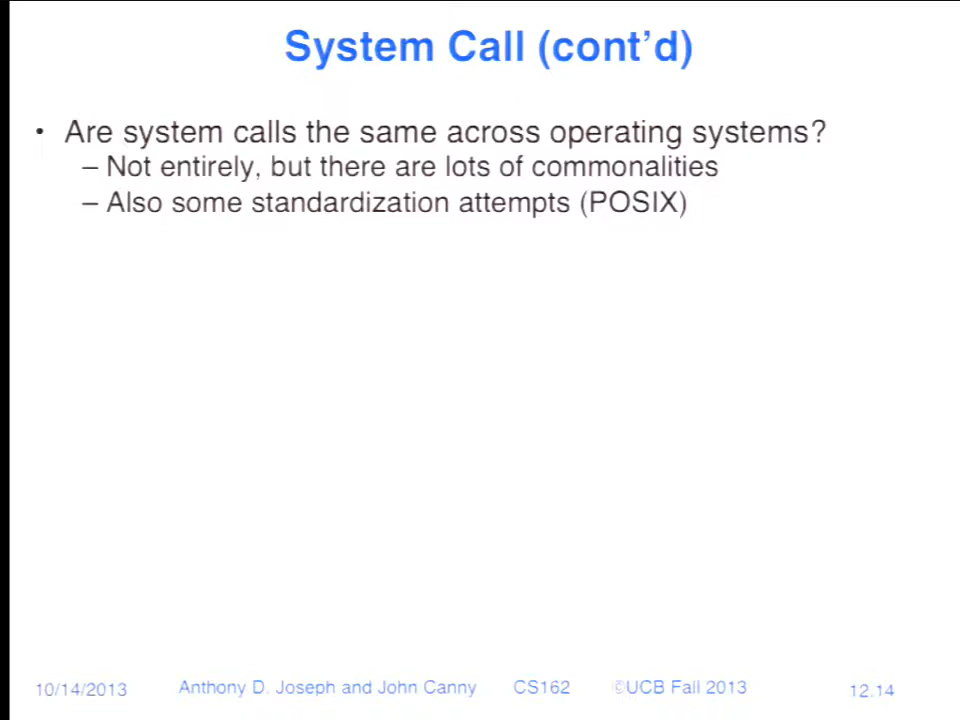 System Call (cont'd)
• Are system calls the same across operating systems?
– Not entirely, but there are lots of commonalities
– Also some standardization attempts (POSIX)
10/14/2013 Anthony D. Joseph and John Canny CS162 ©UCB Fall 2013 12.14